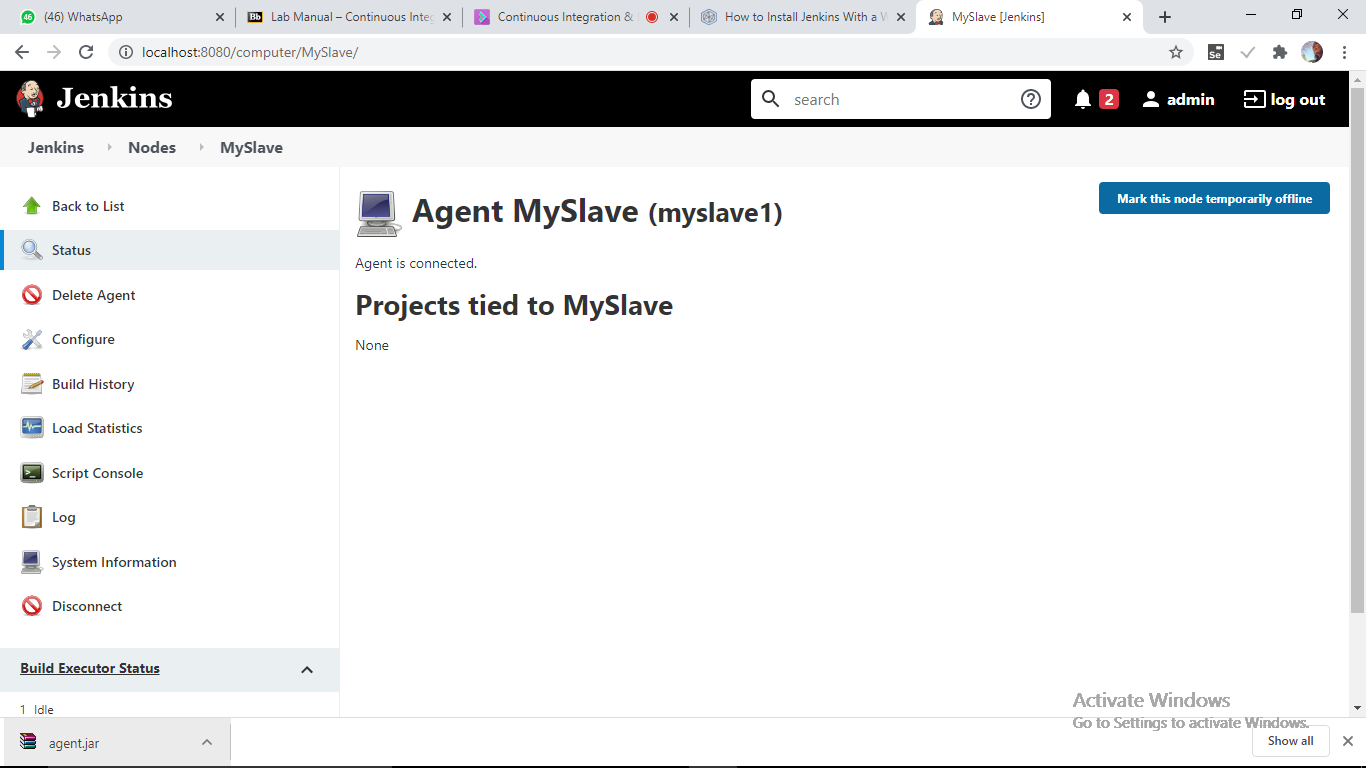 46
(46) WhatsApp
Bb
Lab Manual – Continuous Integ
Continuous Integration &
How to Install Jenkins With a W
MySlave [Jenkins]
localhost:8080/computer/MySlave/
Se
Jenkins
search
2
admin
log out
Jenkins
Nodes
MySlave
Back to List
Status
Delete Agent
Configure
Build History
Load Statistics
Script Console
Log
System Information
Disconnect
Build Executor Status
1 Idle
Agent MySlave (myslave1)
Mark this node temporarily offline
Agent is connected.
Projects tied to MySlave
None
Activate Windows
Go to Settings to activate Windows.
agent.jar
Show all